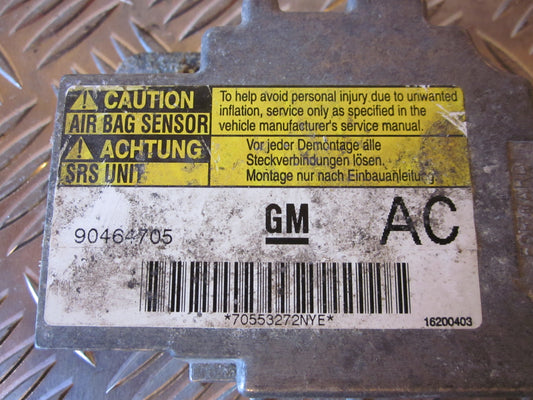 CAUTION
AIR BAG SENSOR
To help avoid personal injury due to unwanted
inflation, service only as specified in the
vehicle manufacturer's service manual.
ACHTUNG
SRS UNIT
Vor jeder Demontage alle
Steckverbindungen lösen.
Montage nur nach Einbauanleitung.
90464705
GM
AC
*70553272NYE*
16200403